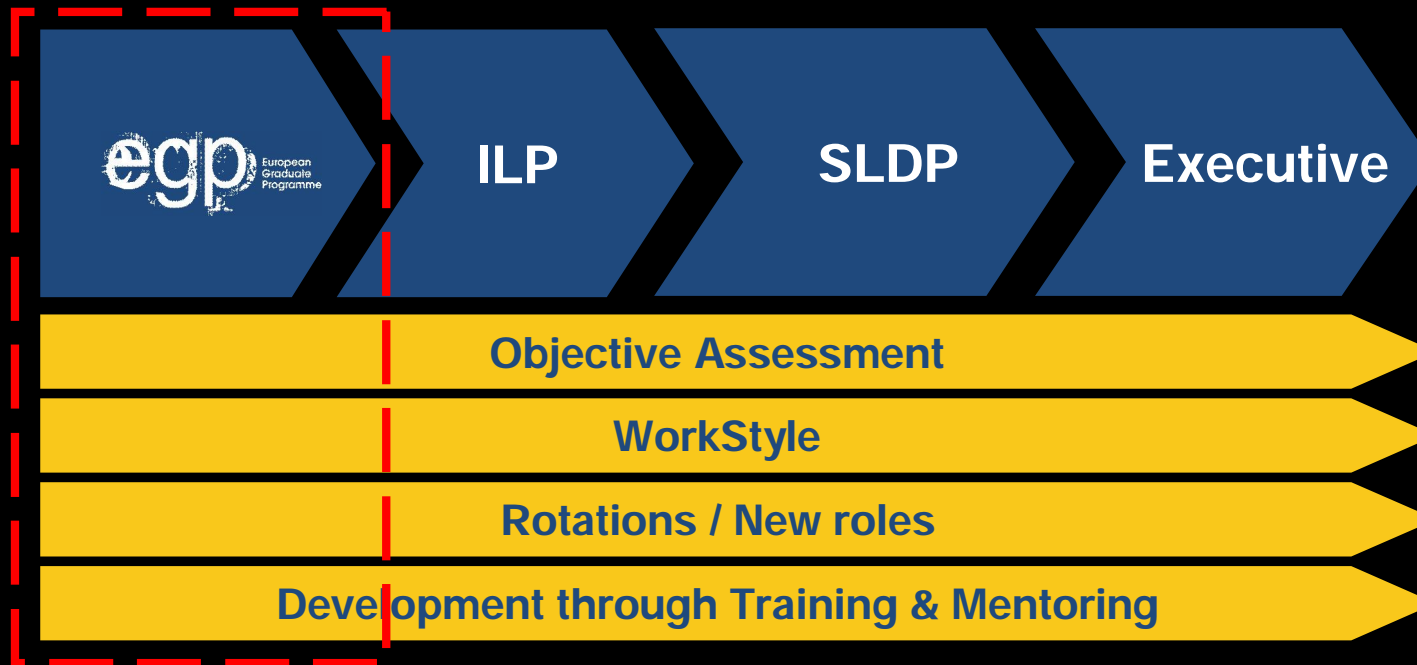 egp
European
Graduate
Programme
ILP
SLDP
Executive
Objective Assessment
WorkStyle
Rotations / New roles
Development through Training & Mentoring